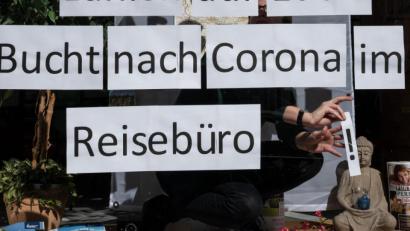 Bucht nach Corona im
Reisebüro !